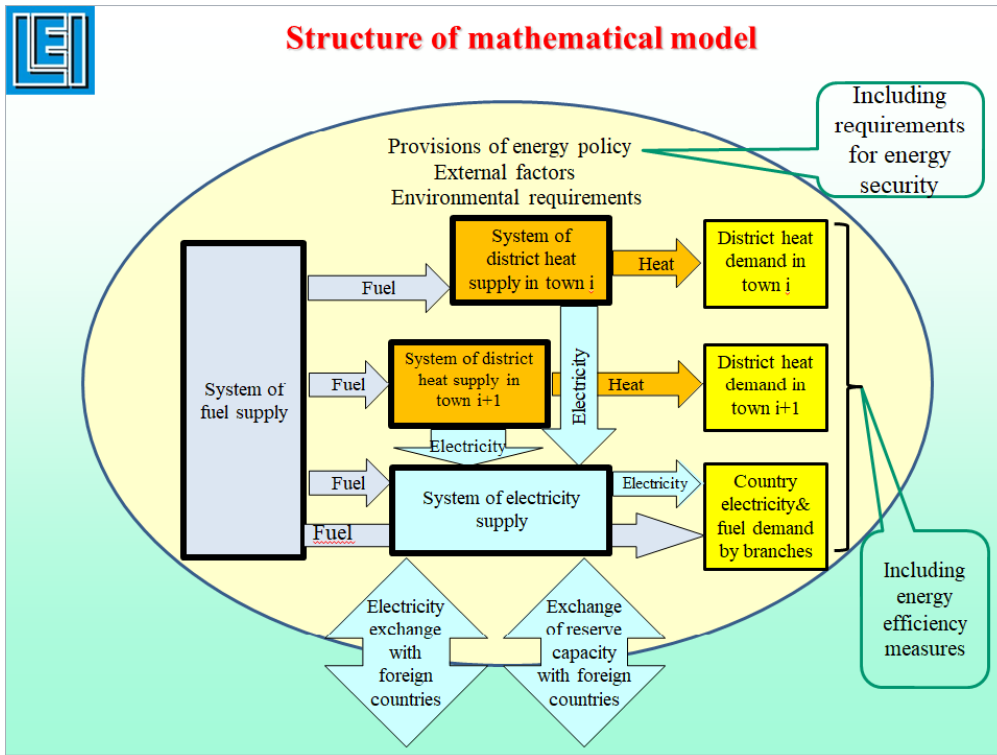 LEI
Structure of mathematical model
Including
requirements
for energy
security
Provisions of energy policy
External factors
Environmental requirements
System of
district heat
supply in town i
Heat
District heat
demand in
town i
Fuel
System of
fuel supply
Fuel
System of district
heat supply in
town i+1
Electricity
Heat
District heat
demand in
town i+1
Electricity
Fuel
System of electricity
supply
Electricity
Country
electricity&
fuel demand
by branches
Fuel
Including
energy
efficiency
measures
Electricity
exchange
with
foreign
countries
Exchange
of reserve
capacity
with foreign
countries